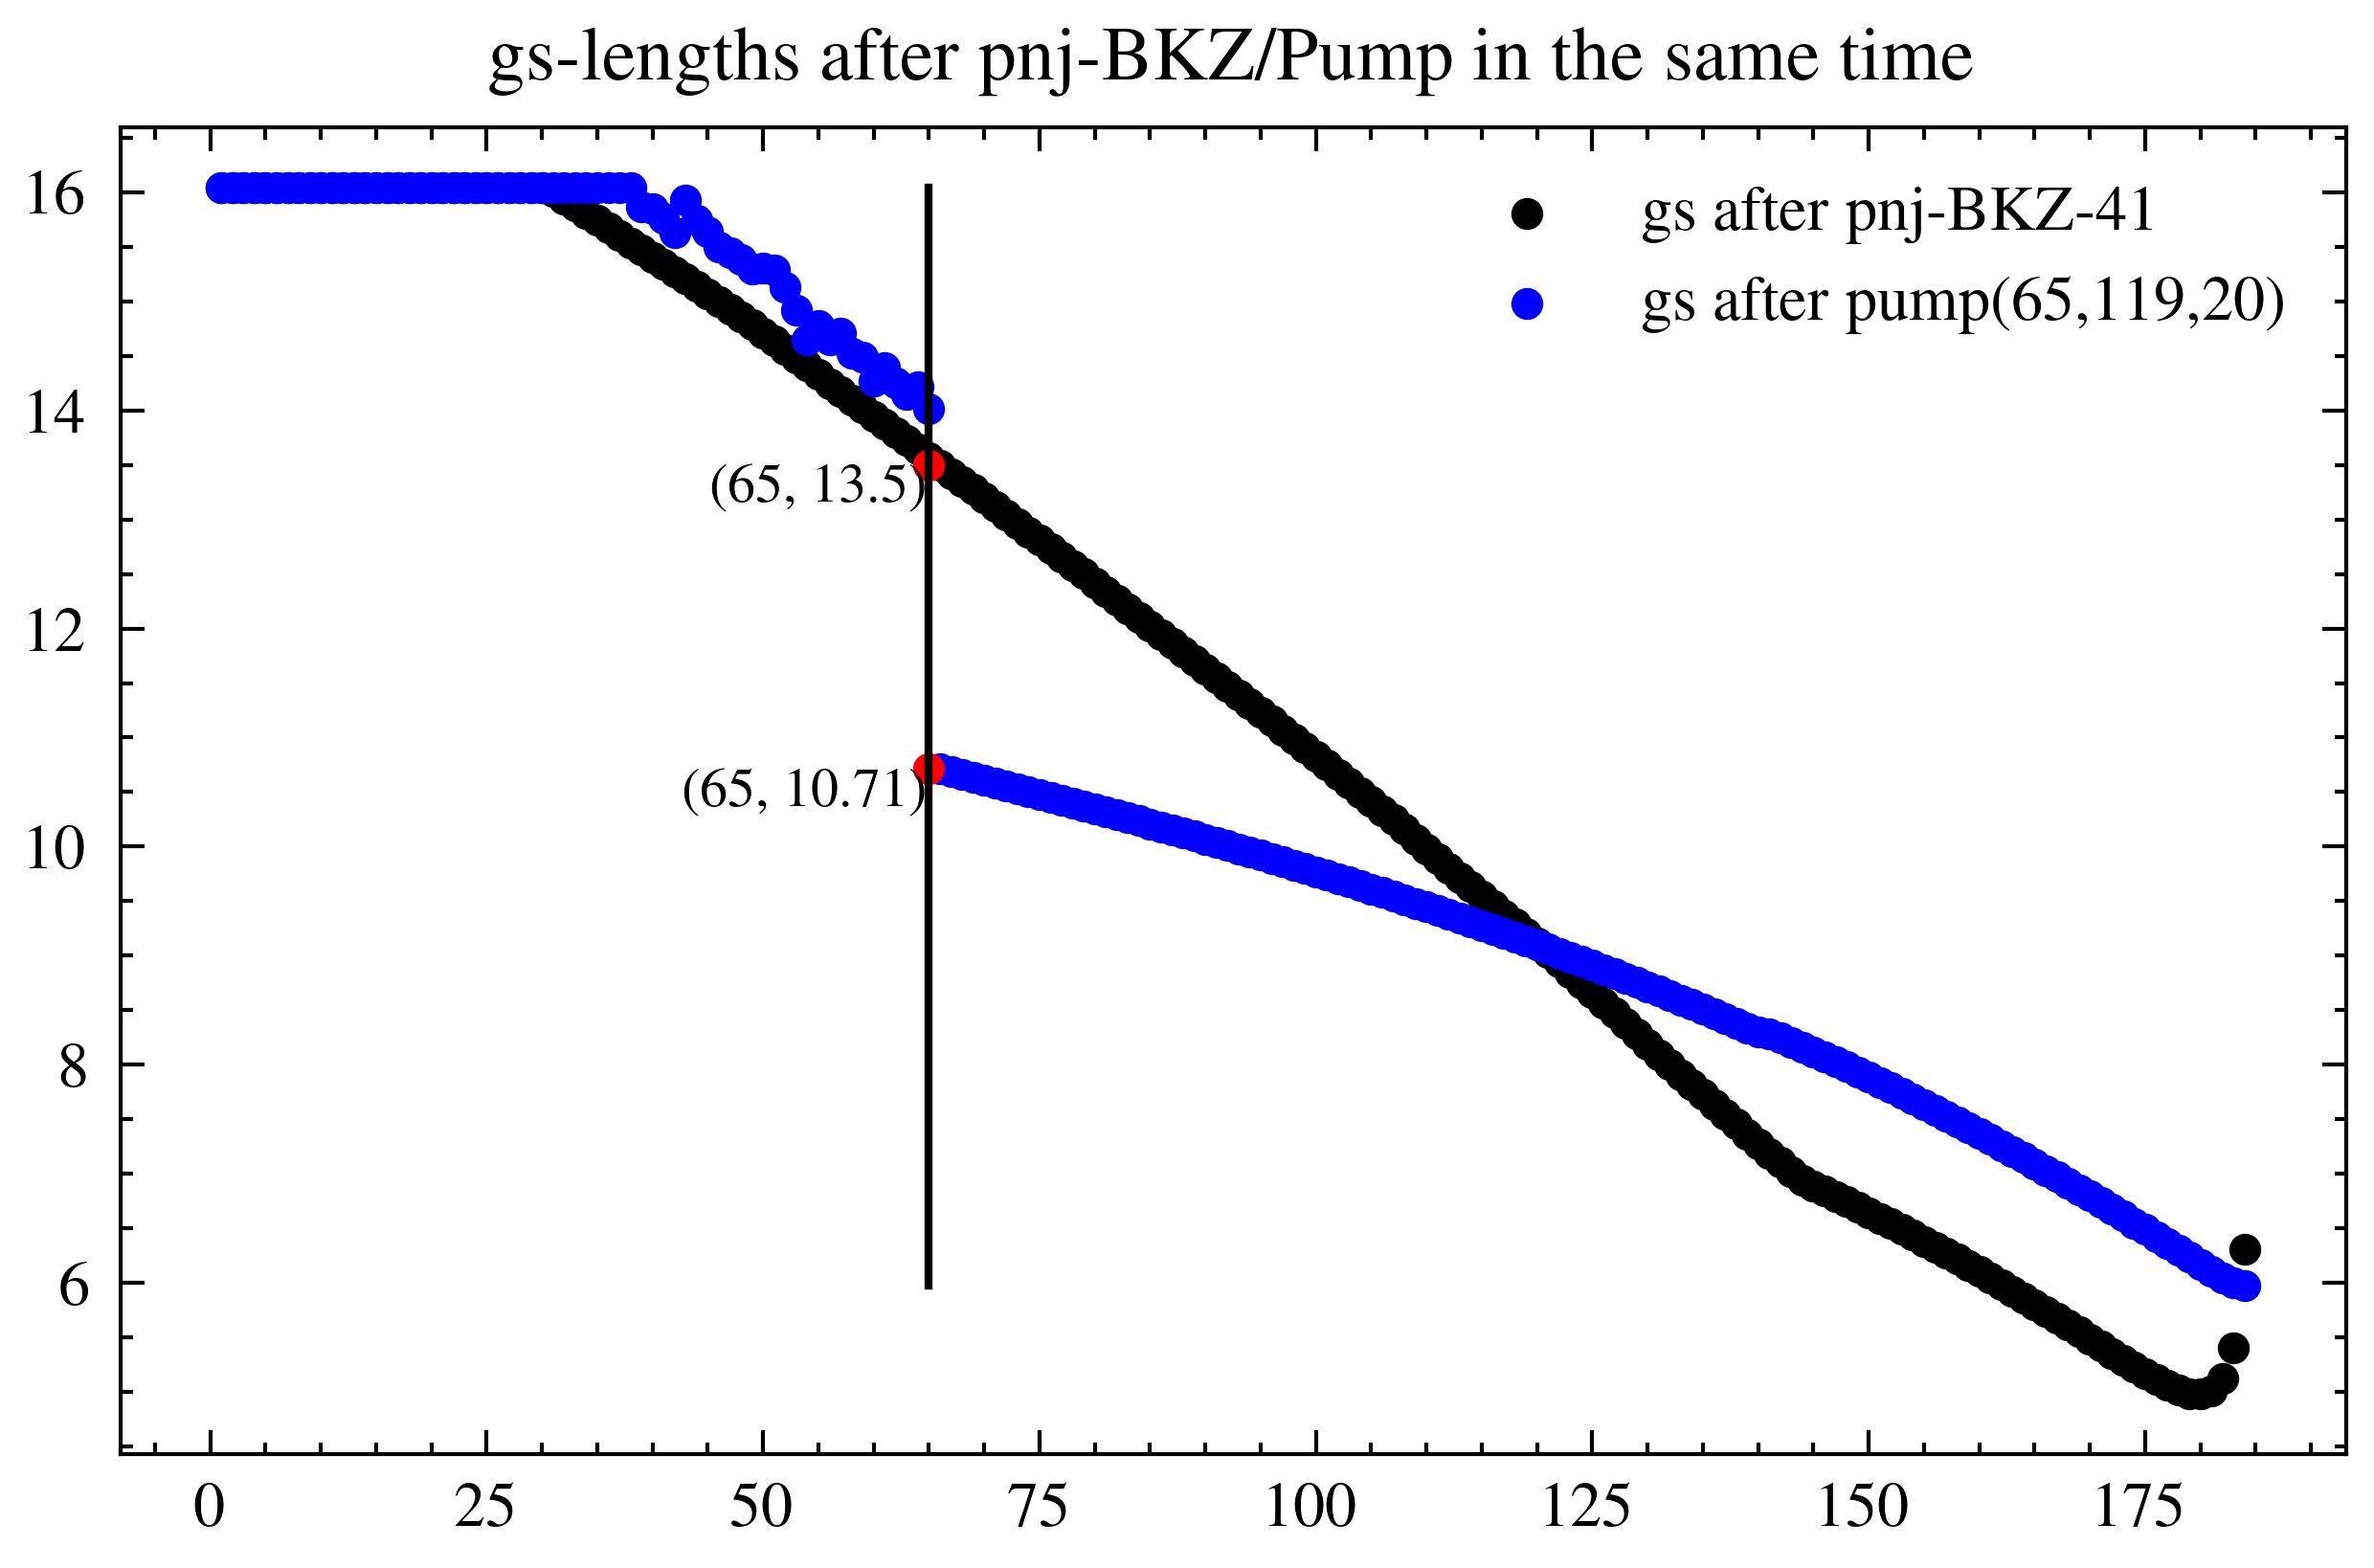 gs-lengths after pnj-BKZ/Pump in the same time
16
14
12
10
8
6
gs after pnj-BKZ-41
gs after pump(65,119,20)
(65, 13.5)
(65, 10.71)
0 25 50 75 100 125 150 175